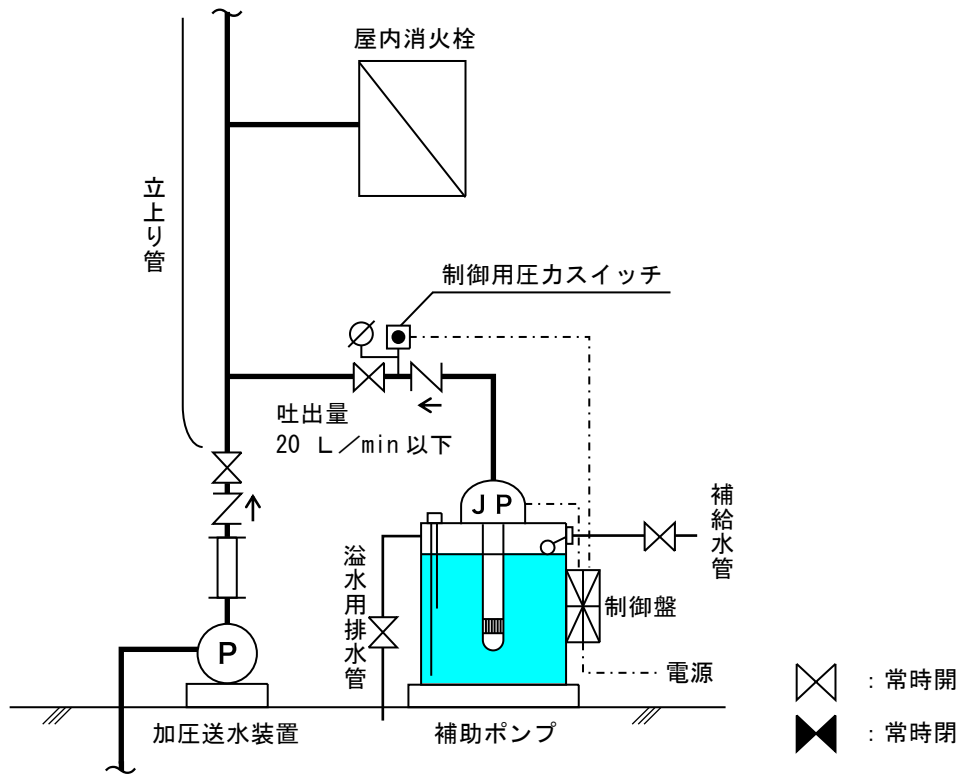 屋内消火栓
立上り管
制御用圧力スイッチ
吐出量
20 L／min以下
JP
補給水管
溢水用排水管
制御盤
P
電源
加圧送水装置
補助ポンプ
：常時開
：常時閉